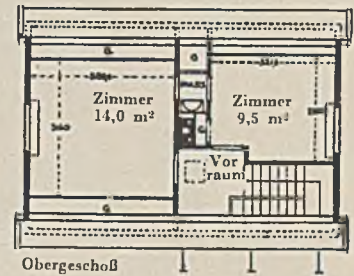 G.
G.
Zimmer
14,0 m²
Zimmer
9,5 m²
G.
Vor
raum
G.
Obergeschoß